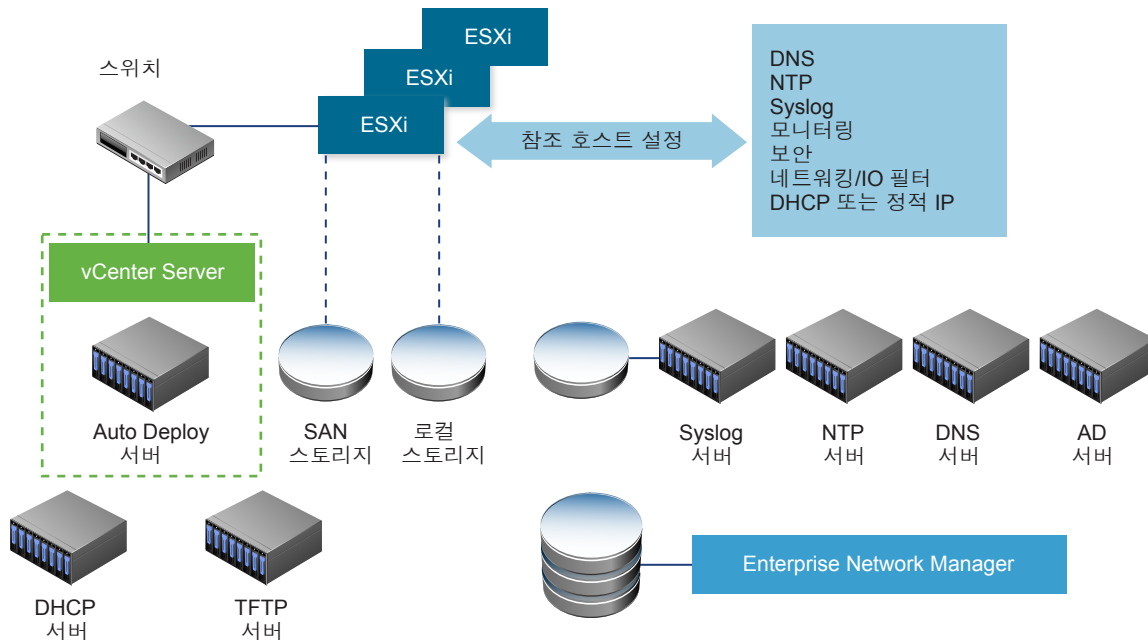 ESXi
ESXi
ESXi
스위치
참조 호스트 설정
DNS
NTP
Syslog
모니터링
보안
네트워킹/IO 필터
DHCP 또는 정적 IP
vCenter Server
Auto Deploy
서버
SAN
스토리지
로컬
스토리지
Syslog
서버
NTP
서버
DNS
서버
AD
서버
DHCP
서버
TFTP
서버
Enterprise Network Manager